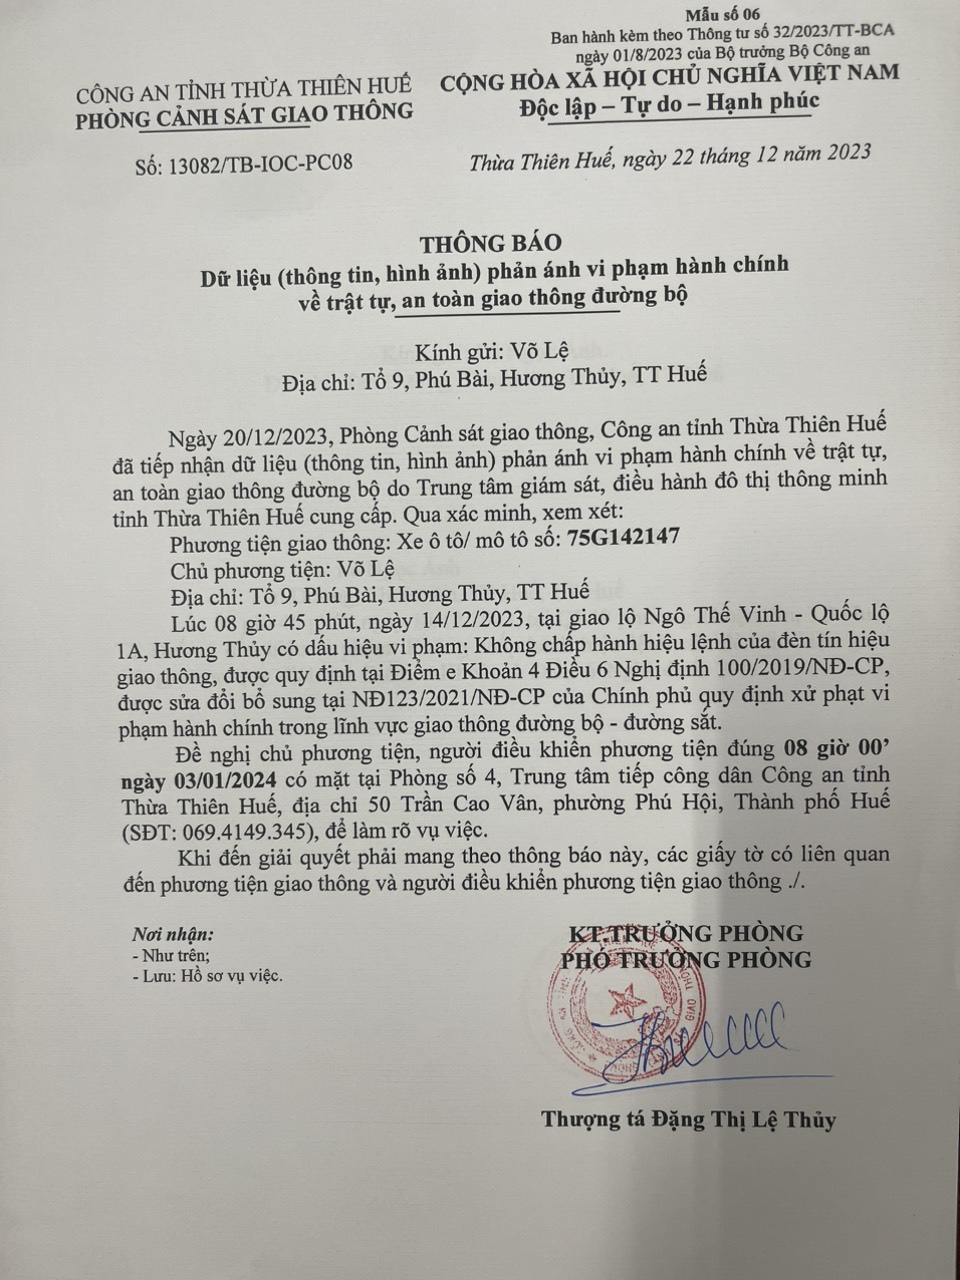 Mẫu số 06
Ban hành kèm theo Thông tư số 32/2023/TT-BCA
ngày 01/8/2023 của Bộ trưởng Bộ Công an
CÔNG AN TỈNH THỪA THIÊN HUẾ
PHÒNG CẢNH SÁT GIAO THÔNG
CỘNG HÒA XÃ HỘI CHỦ NGHĨA VIỆT NAM
Độc lập – Tự do – Hạnh phúc
Số: 13082/TB-IOC-PC08
Thừa Thiên Huế, ngày 22 tháng 12 năm 2023
THÔNG BÁO
Dữ liệu (thông tin, hình ảnh) phản ánh vi phạm hành chính
về trật tự, an toàn giao thông đường bộ
Kính gửi: Võ Lệ
Địa chỉ: Tổ 9, Phú Bài, Hương Thủy, TT Huế
Ngày 20/12/2023, Phòng Cảnh sát giao thông, Công an tỉnh Thừa Thiên Huế
đã tiếp nhận dữ liệu (thông tin, hình ảnh) phản ánh vi phạm hành chính về trật tự,
an toàn giao thông đường bộ do Trung tâm giám sát, điều hành đô thị thông minh
tỉnh Thừa Thiên Huế cung cấp. Qua xác minh, xem xét:
Phương tiện giao thông: Xe ô tô/ mô tô số: 75G142147
Chủ phương tiện: Võ Lệ
Địa chỉ: Tổ 9, Phú Bài, Hương Thủy, TT Huế
Lúc 08 giờ 45 phút, ngày 14/12/2023, tại giao lộ Ngô Thế Vinh - Quốc lộ
1A, Hương Thủy có dấu hiệu vi phạm: Không chấp hành hiệu lệnh của đèn tín hiệu
giao thông, được quy định tại Điểm e Khoản 4 Điều 6 Nghị định 100/2019/NĐ-CP,
được sửa đổi bổ sung tại NĐ123/2021/NĐ-CP của Chính phủ quy định xử phạt vi
phạm hành chính trong lĩnh vực giao thông đường bộ - đường sắt.
Đề nghị chủ phương tiện, người điều khiển phương tiện đúng 08 giờ 00’
ngày 03/01/2024 có mặt tại Phòng số 4, Trung tâm tiếp công dân Công an tỉnh
Thừa Thiên Huế, địa chỉ 50 Trần Cao Vân, phường Phú Hội, Thành phố Huế
(SĐT: 069.4149.345), để làm rõ vụ việc.
Khi đến giải quyết phải mang theo thông báo này, các giấy tờ có liên quan
đến phương tiện giao thông và người điều khiển phương tiện giao thông ./.
Nơi nhận:
- Như trên;
- Lưu: Hồ sơ vụ việc.
KT.TRƯỞNG PHÒNG
PHÓ TRƯỞNG PHÒNG
Thượng tá Đặng Thị Lệ Thủy